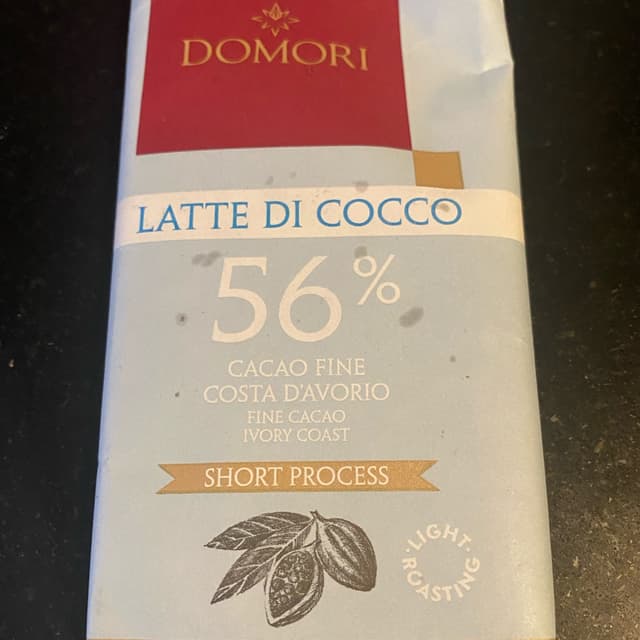 DOMORI
LATTE DI COCCO
56%
CACAO FINE
COSTA D'AVORIO
FINE CACAO
IVORY COAST
SHORT PROCESS
·LIGHT·
ROASTING